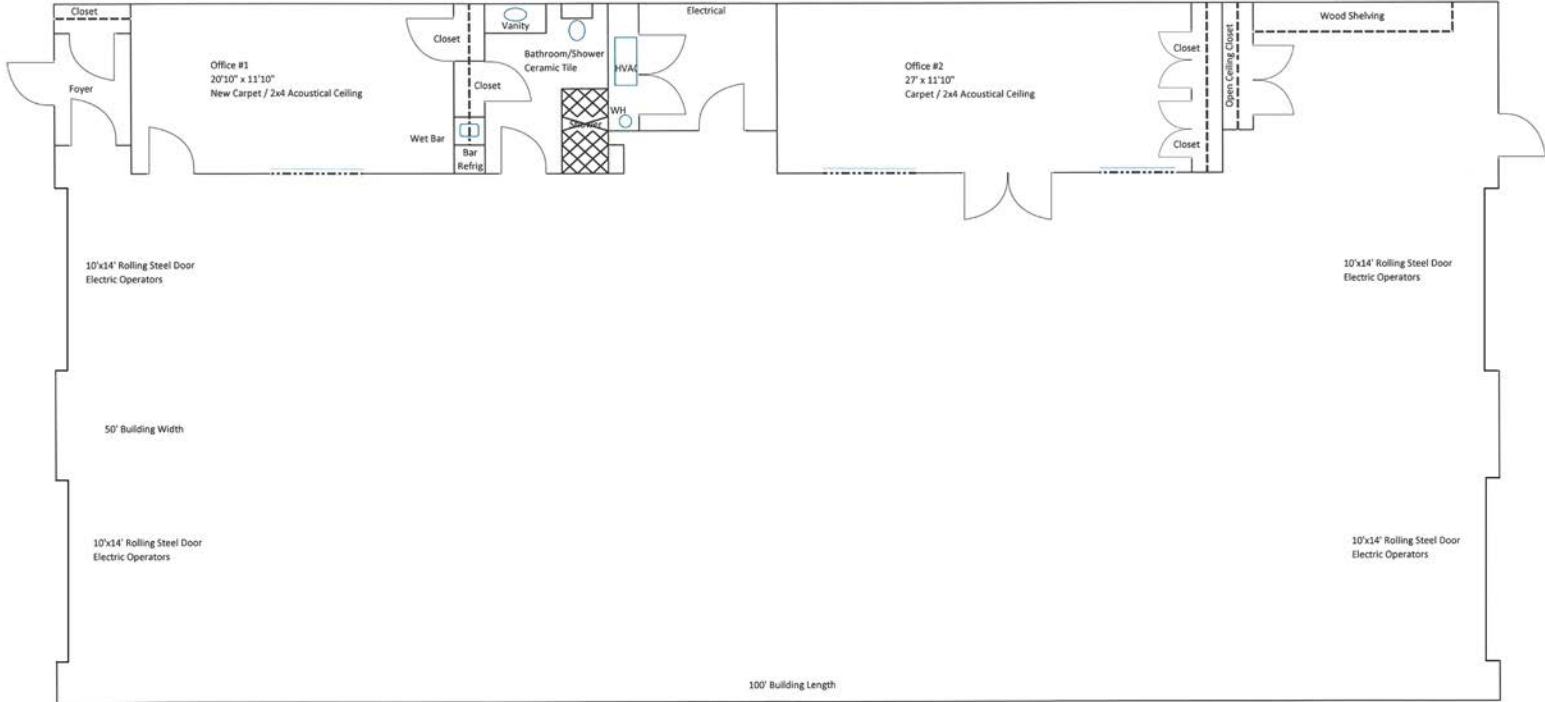 Closet
Foyer
Office #1
20'10" x 11'10"
New Carpet / 2x4 Acoustical Ceiling
Closet
Closet
Wet Bar
Bar
Refrig
Vanity
Bathroom/Shower
Ceramic Tile
Shower
HVAC
WH
Electrical
Office #2
27' x 11'10"
Carpet / 2x4 Acoustical Ceiling
Closet
Closet
Open Ceiling Closet
Wood Shelving
10'x14' Rolling Steel Door
Electric Operators
10'x14' Rolling Steel Door
Electric Operators
50' Building Width
10'x14' Rolling Steel Door
Electric Operators
10'x14' Rolling Steel Door
Electric Operators
100' Building Length